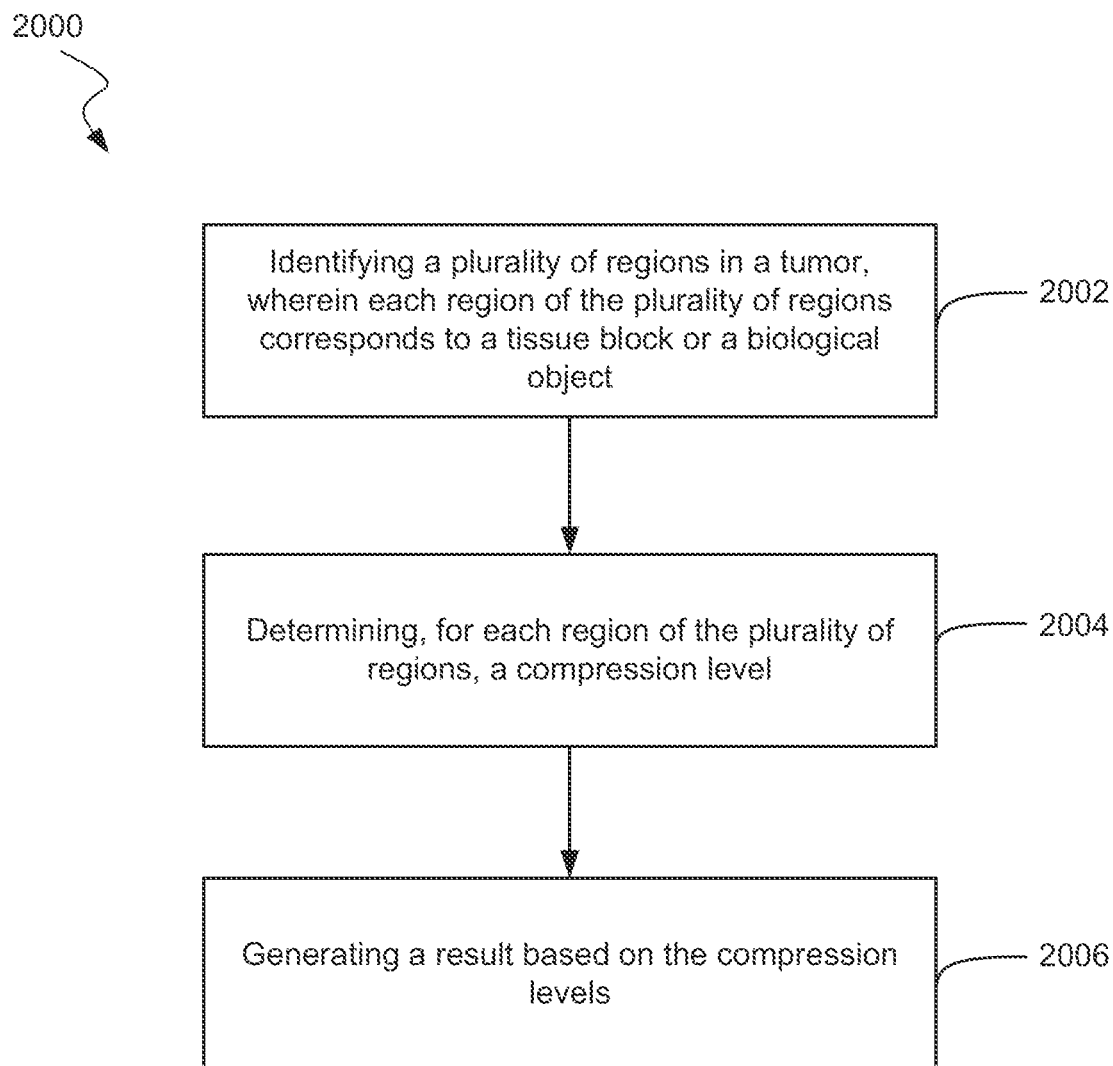 2000
Identifying a plurality of regions in a tumor,
wherein each region of the plurality of regions
corresponds to a tissue block or a biological
object
2002
Determining, for each region of the plurality of
regions, a compression level
2004
Generating a result based on the compression
levels
2006